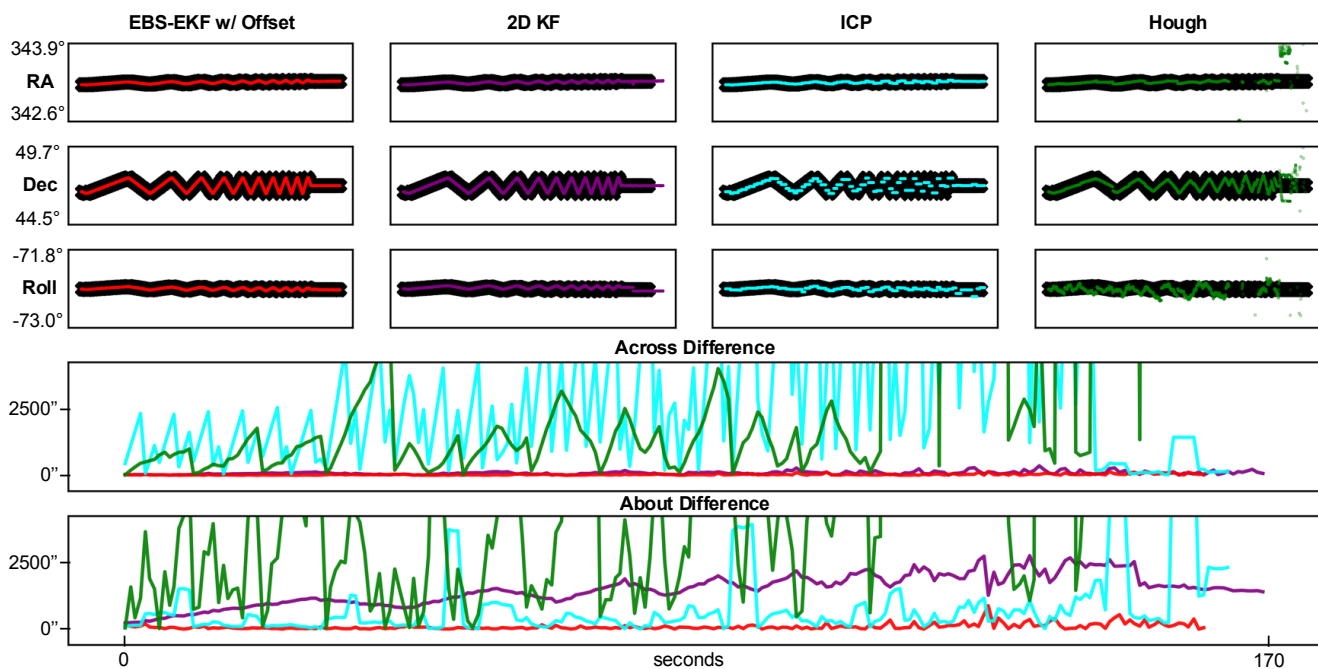 EBS-EKF w/ Offset 2D KF ICP Hough
343.9°
RA
342.6°
49.7°
Dec
44.5°
-71.8°
Roll
-73.0°
Across Difference
2500”
0”
About Difference
2500”
0”
0 seconds 170